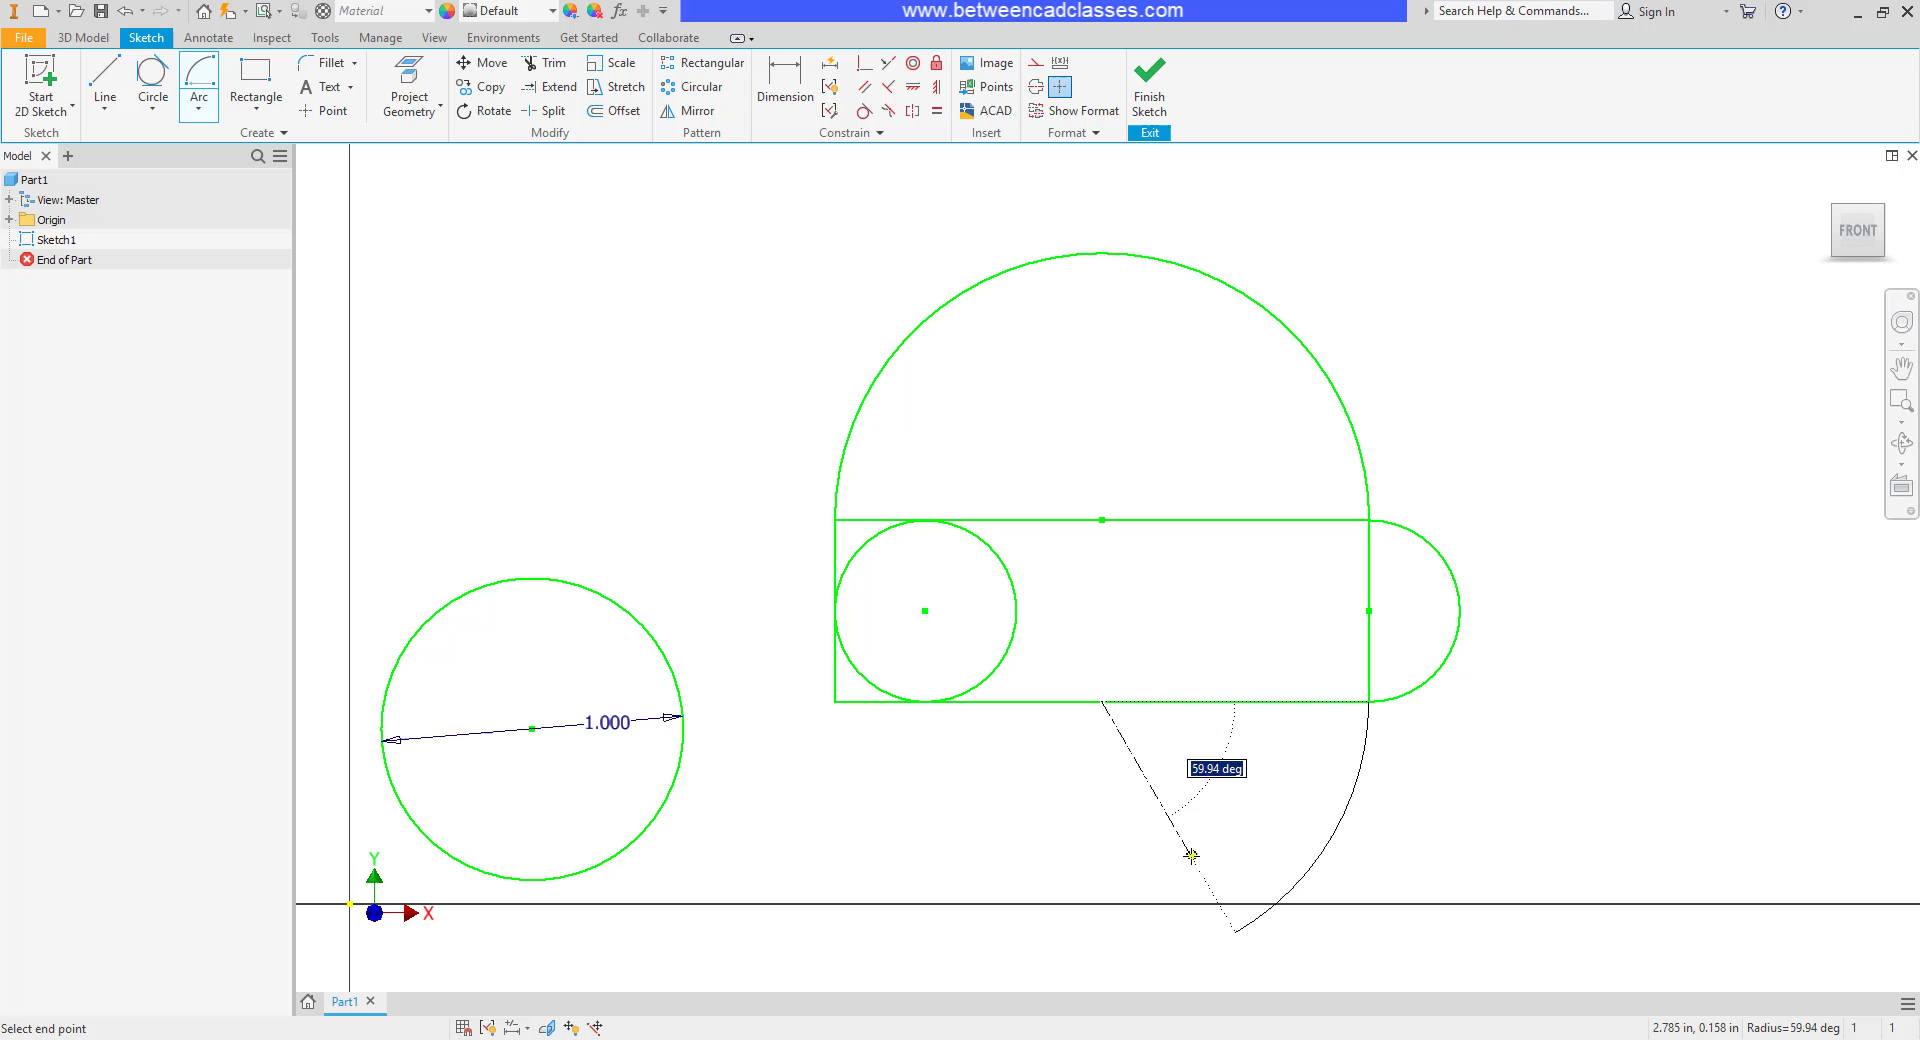 Material
Default
fx
www.betweencadclasses.com
Search Help & Commands...
Sign In
File
3D Model
Sketch
Annotate
Inspect
Tools
Manage
View
Environments
Get Started
Collaborate
Start
2D Sketch
Line
Circle
Arc
Rectangle
Fillet
Text
Point
Project
Geometry
Move
Trim
Scale
Copy
Extend
Stretch
Rotate
Split
Offset
Rectangular
Circular
Mirror
Dimension
Image
Points
ACAD
Show Format
Finish
Sketch
Sketch
Create
Modify
Pattern
Constrain
Insert
Format
Exit
Model
Part1
View: Master
Origin
Sketch1
End of Part
FRONT
1.000
59.94 deg
Y
X
Part1
Select end point
2.785 in, 0.158 in
Radius=59.94 deg
1
1